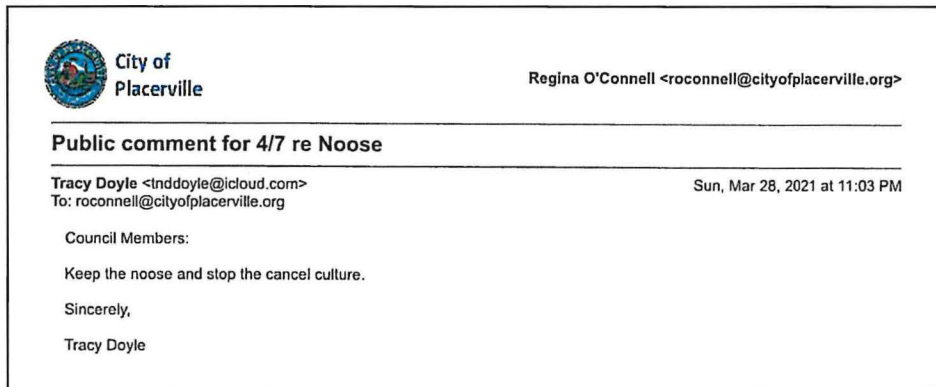 City of
Placerville
Regina O'Connell <roconnell@cityofplacerville.org>
Public comment for 4/7 re Noose
Tracy Doyle <tnddoyle@icloud.com>
Sun, Mar 28, 2021 at 11:03 PM
To: roconnell@cityofplacerville.org
Council Members:
Keep the noose and stop the cancel culture.
Sincerely,
Tracy Doyle